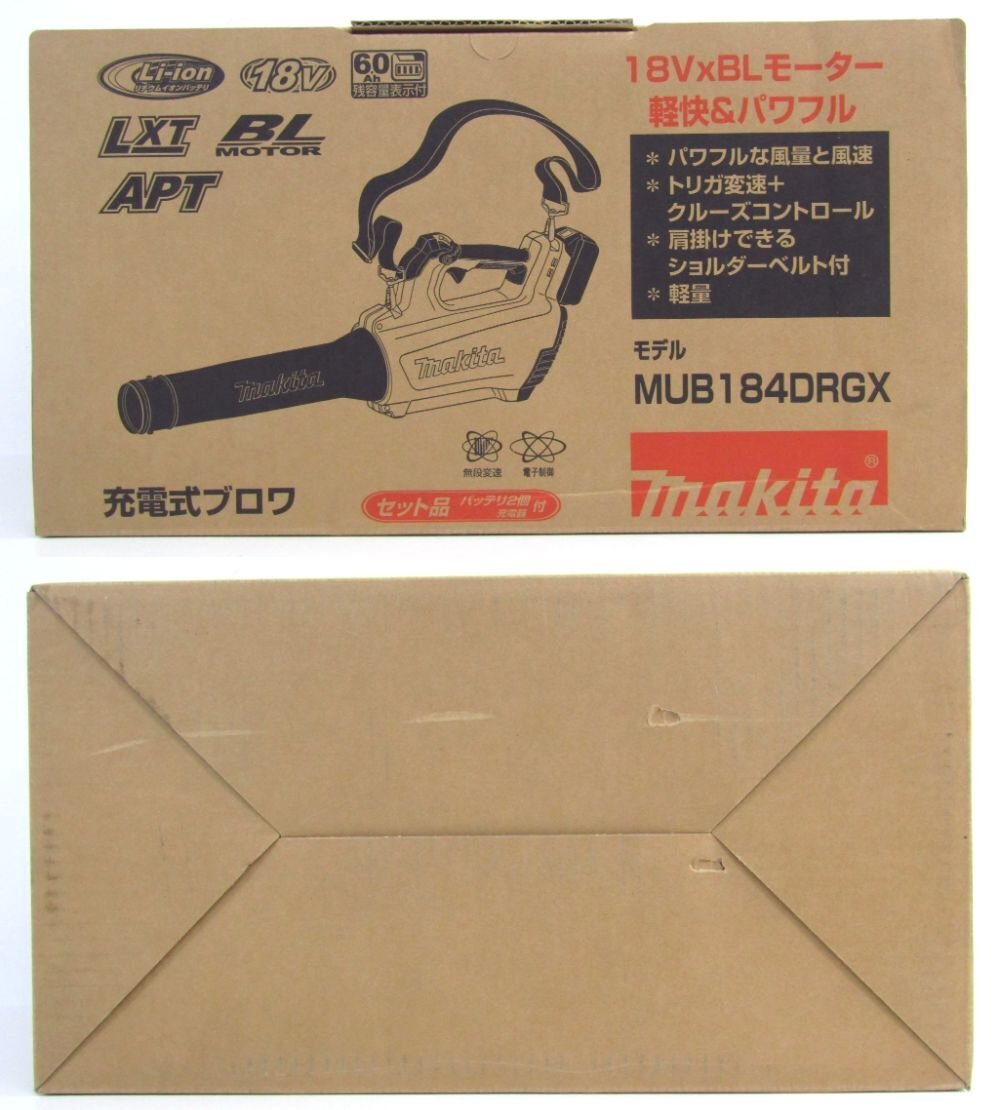 Li-ion
リチウムイオンバッテリ
18V
6.0
Ah
残容量表示付
LXT
BL
MOTOR
APT
18VxBLモーター
軽快&パワフル
* パワフルな風量と風速
* トリガ変速+
クルーズコントロール
* 肩掛けできる
ショルダーベルト付
* 軽量
モデル
MUB184DRGX
makita
makita
無段変速
電子制御
充電式ブロワ
セット品 バッテリ2個
充電器
付
makita®